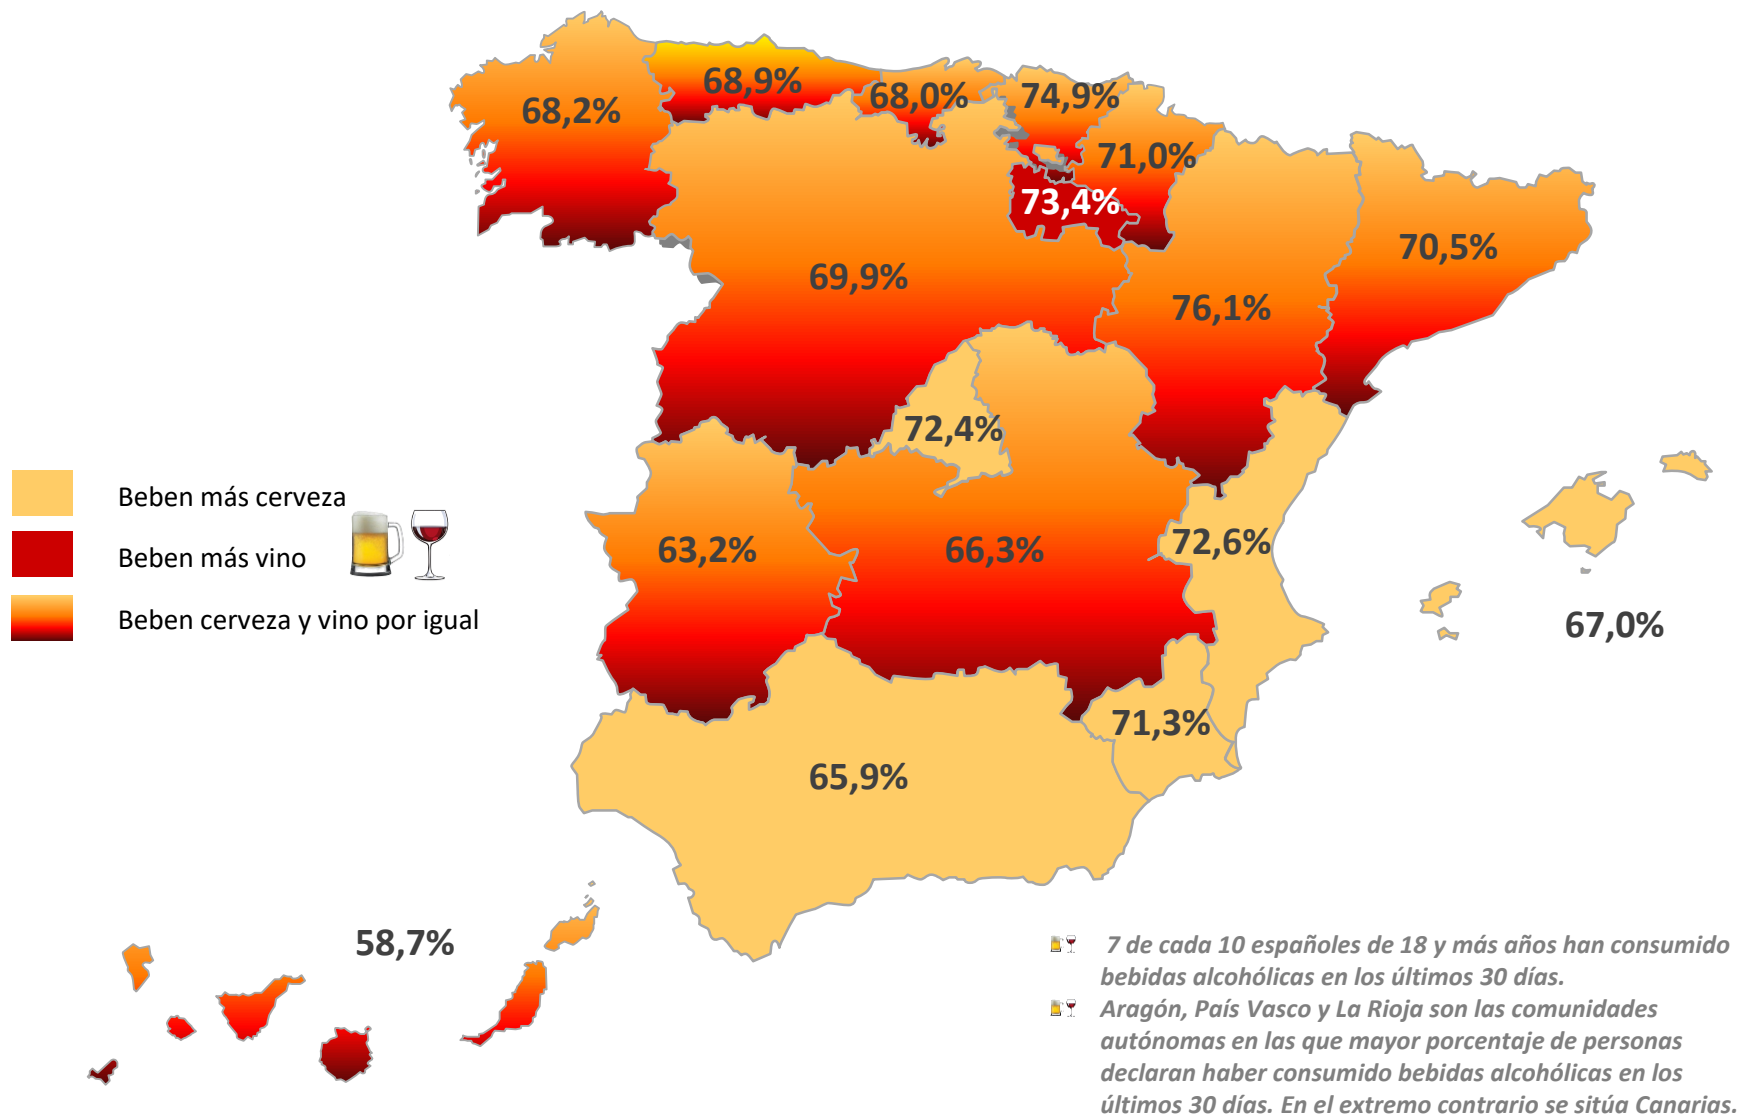 68,9%
68,0%
74,9%
68,2%
71,0%
73,4%
70,5%
69,9%
76,1%
72,4%
Beben más cerveza
Beben más vino
Beben cerveza y vino por igual
63,2%
66,3%
72,6%
67,0%
71,3%
65,9%
58,7%
7 de cada 10 españoles de 18 y más años han consumido
bebidas alcohólicas en los últimos 30 días.
Aragón, País Vasco y La Rioja son las comunidades
autónomas en las que mayor porcentaje de personas
declaran haber consumido bebidas alcohólicas en los
últimos 30 días. En el extremo contrario se sitúa Canarias.